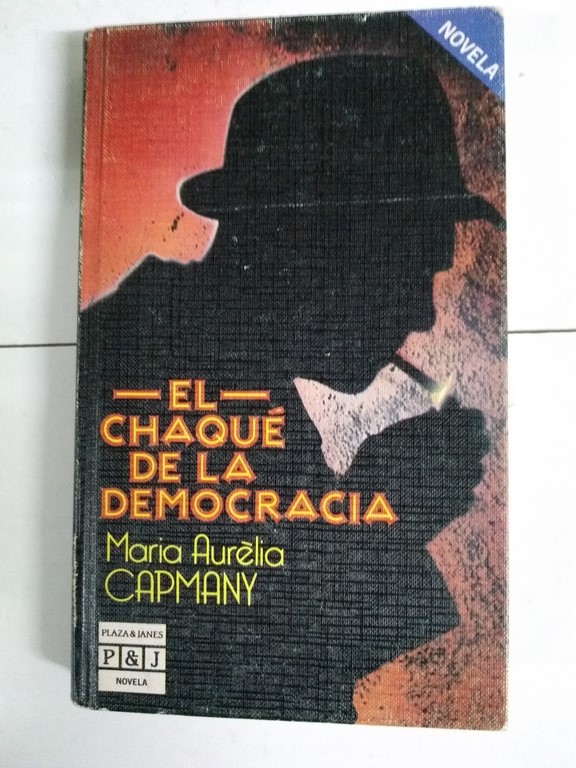 NOVELA
EL
CHAQUÉ
DE LA
DEMOCRACIA
Maria Aurèlia
CAPMANY
PLAZA & JANES
P & J
NOVELA